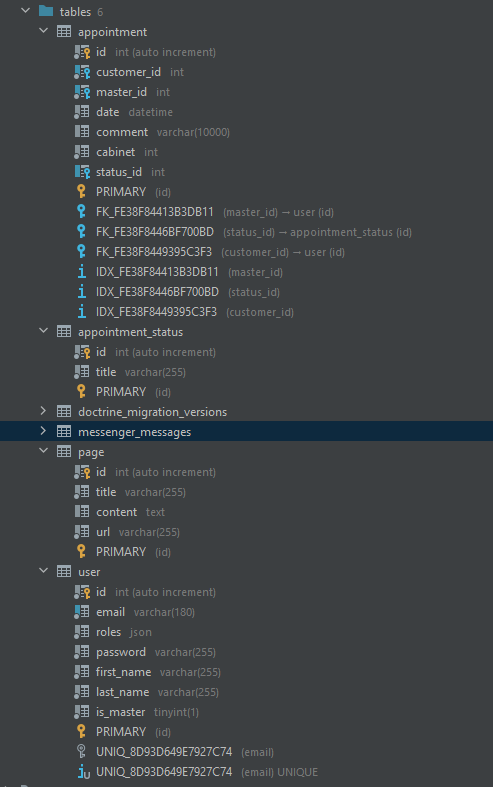 tables 6
appointment
id int (auto increment)
customer_id int
master_id int
date datetime
comment varchar(10000)
cabinet int
status_id int
PRIMARY (id)
FK_FE38F84413B3DB11 (master_id) → user (id)
FK_FE38F8446BF700BD (status_id) → appointment_status (id)
FK_FE38F8449395C3F3 (customer_id) → user (id)
IDX_FE38F84413B3DB11 (master_id)
IDX_FE38F8446BF700BD (status_id)
IDX_FE38F8449395C3F3 (customer_id)
appointment_status
id int (auto increment)
title varchar(255)
PRIMARY (id)
doctrine_migration_versions
messenger_messages
page
id int (auto increment)
title varchar(255)
content text
url varchar(255)
PRIMARY (id)
user
id int (auto increment)
email varchar(180)
roles json
password varchar(255)
first_name varchar(255)
last_name varchar(255)
is_master tinyint(1)
PRIMARY (id)
UNIQ_8D93D649E7927C74 (email)
UNIQ_8D93D649E7927C74 (email) UNIQUE